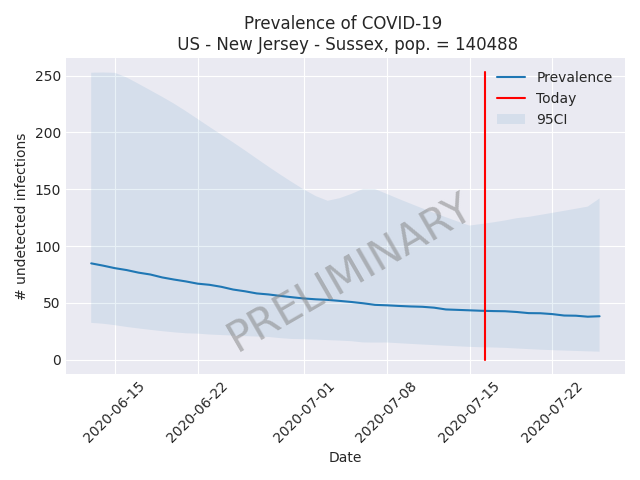 Prevalence of COVID-19
US - New Jersey - Sussex, pop. = 140488
# undetected infections
250
200
150
100
50
0
Prevalence
Today
95CI
PRELIMINARY
2020-06-15
2020-06-22
2020-07-01
2020-07-08
2020-07-15
2020-07-22
Date